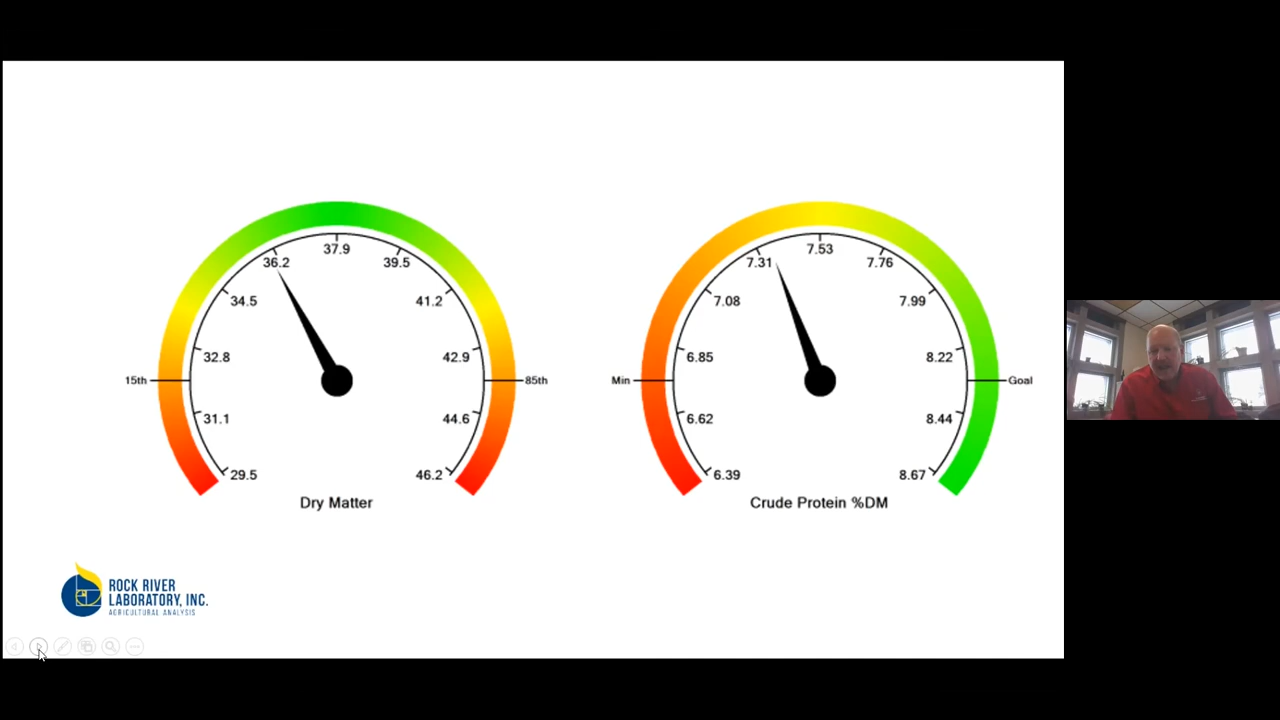 37.9
36.2
39.5
34.5
41.2
32.8
42.9
15th
85th
31.1
44.6
29.5
46.2
Dry Matter
7.53
7.31
7.76
7.08
7.99
6.85
8.22
Min
Goal
6.62
8.44
6.39
8.67
Crude Protein %DM
ROCK RIVER
LABORATORY, INC.
AGRICULTURAL ANALYSIS